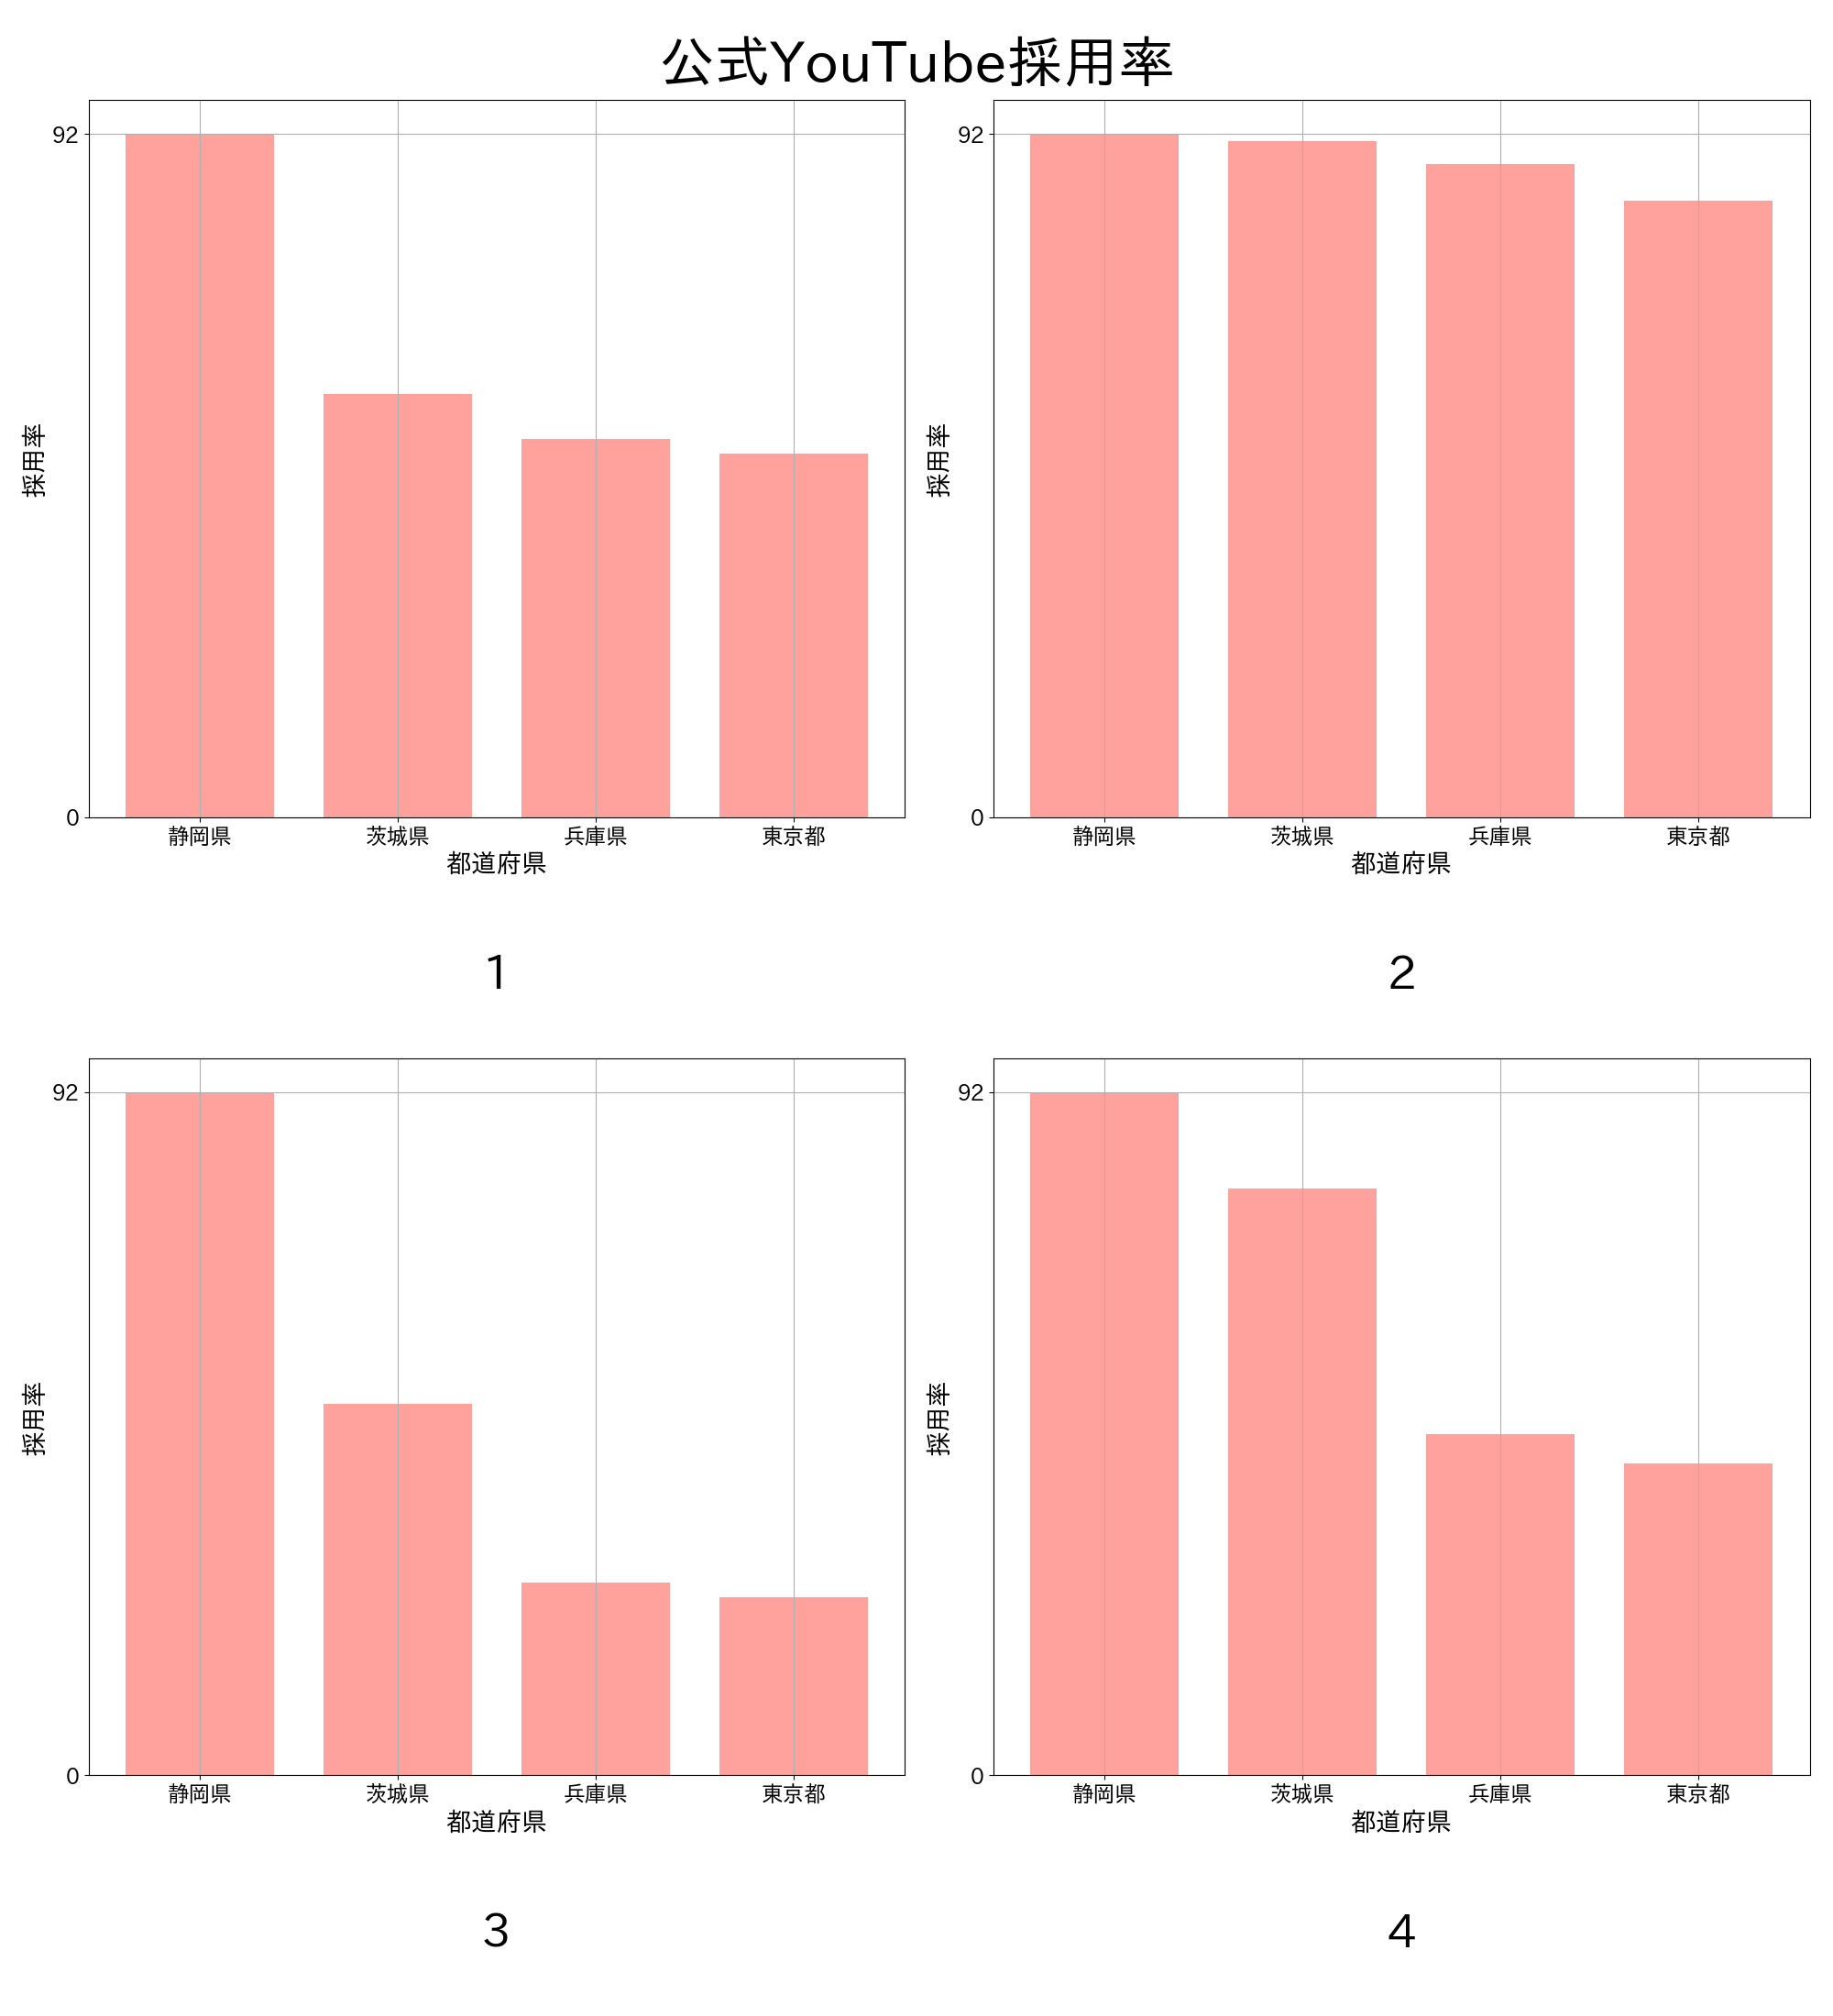 公式YouTube採用率
92
0
採用率
静岡県 茨城県 兵庫県 東京都
都道府県
1
92
0
採用率
静岡県 茨城県 兵庫県 東京都
都道府県
2
92
0
採用率
静岡県 茨城県 兵庫県 東京都
都道府県
3
92
0
採用率
静岡県 茨城県 兵庫県 東京都
都道府県
4